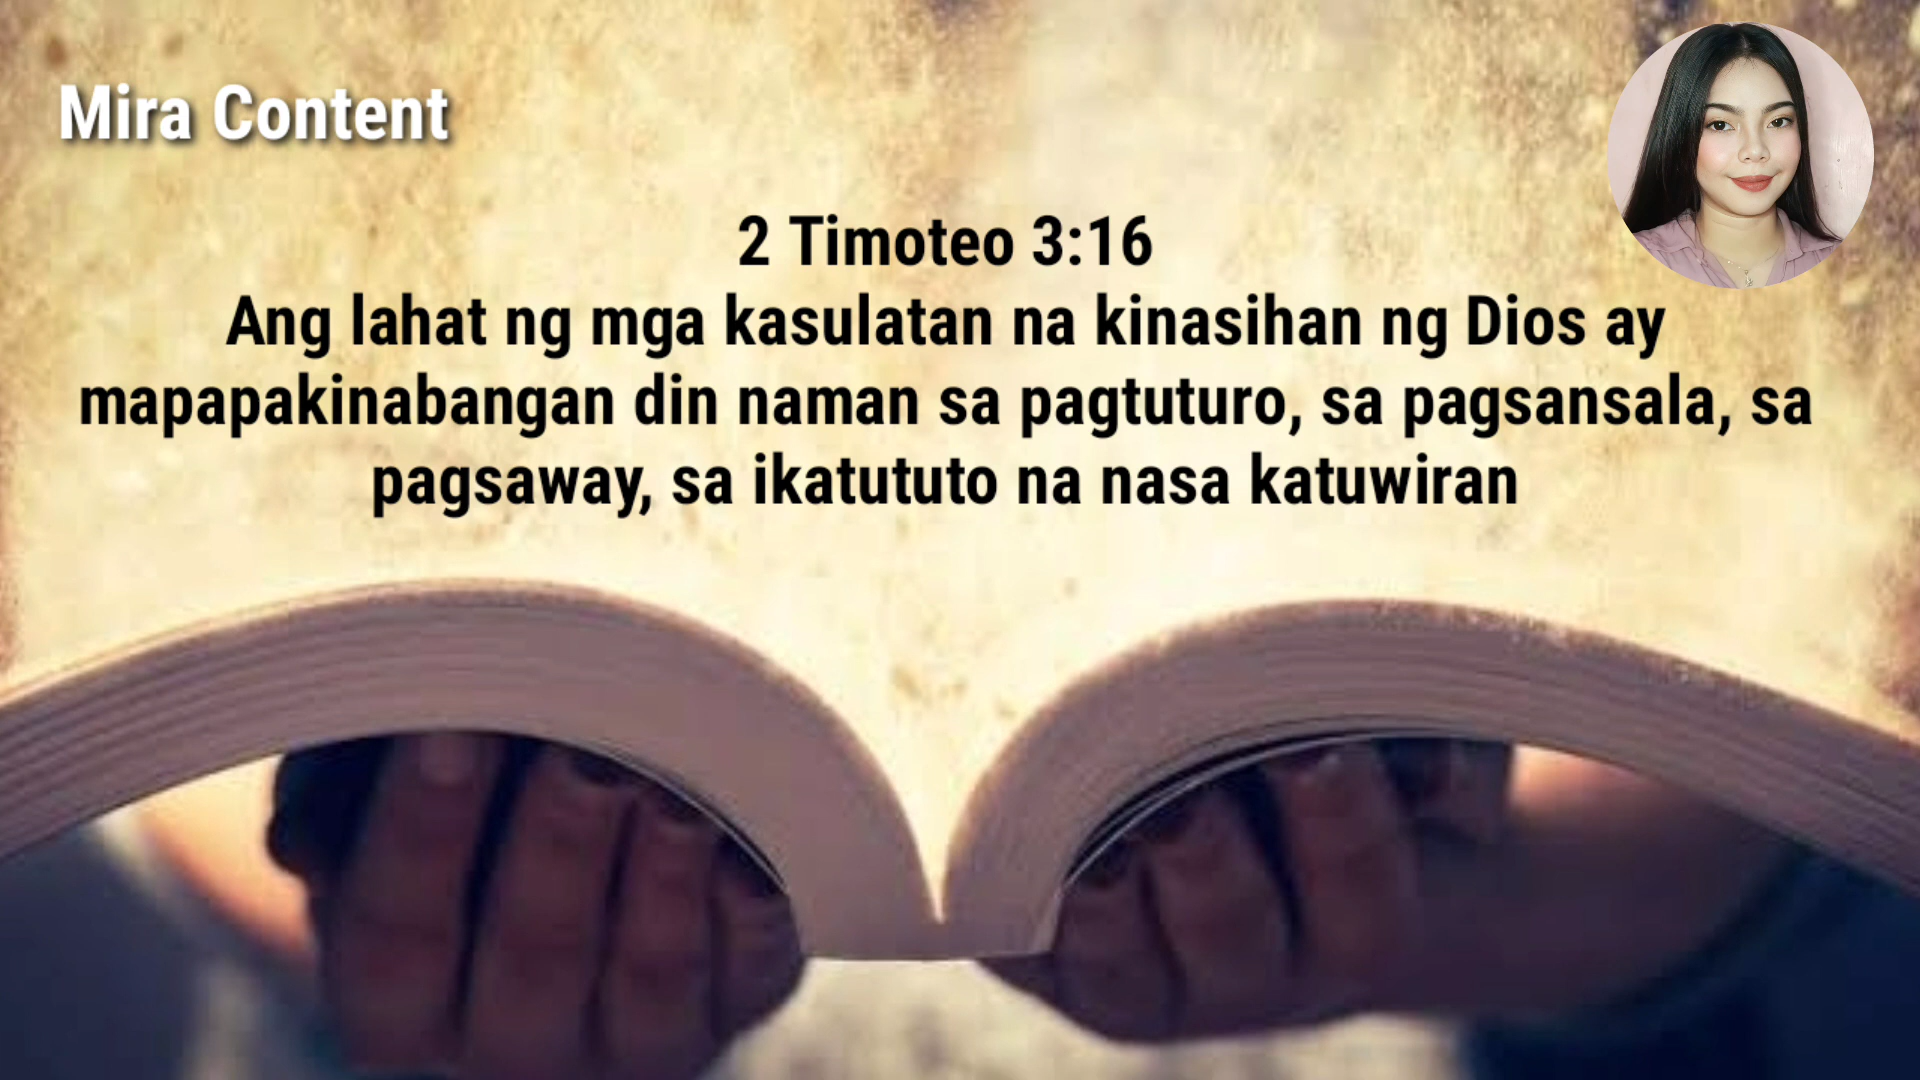 Mira Content
2 Timoteo 3:16
Ang lahat ng mga kasulatan na kinasihan ng Dios ay
mapapakinabangan din naman sa pagtuturo, sa pagsansala, sa
pagsaway, sa ikatututo na nasa katuwiran